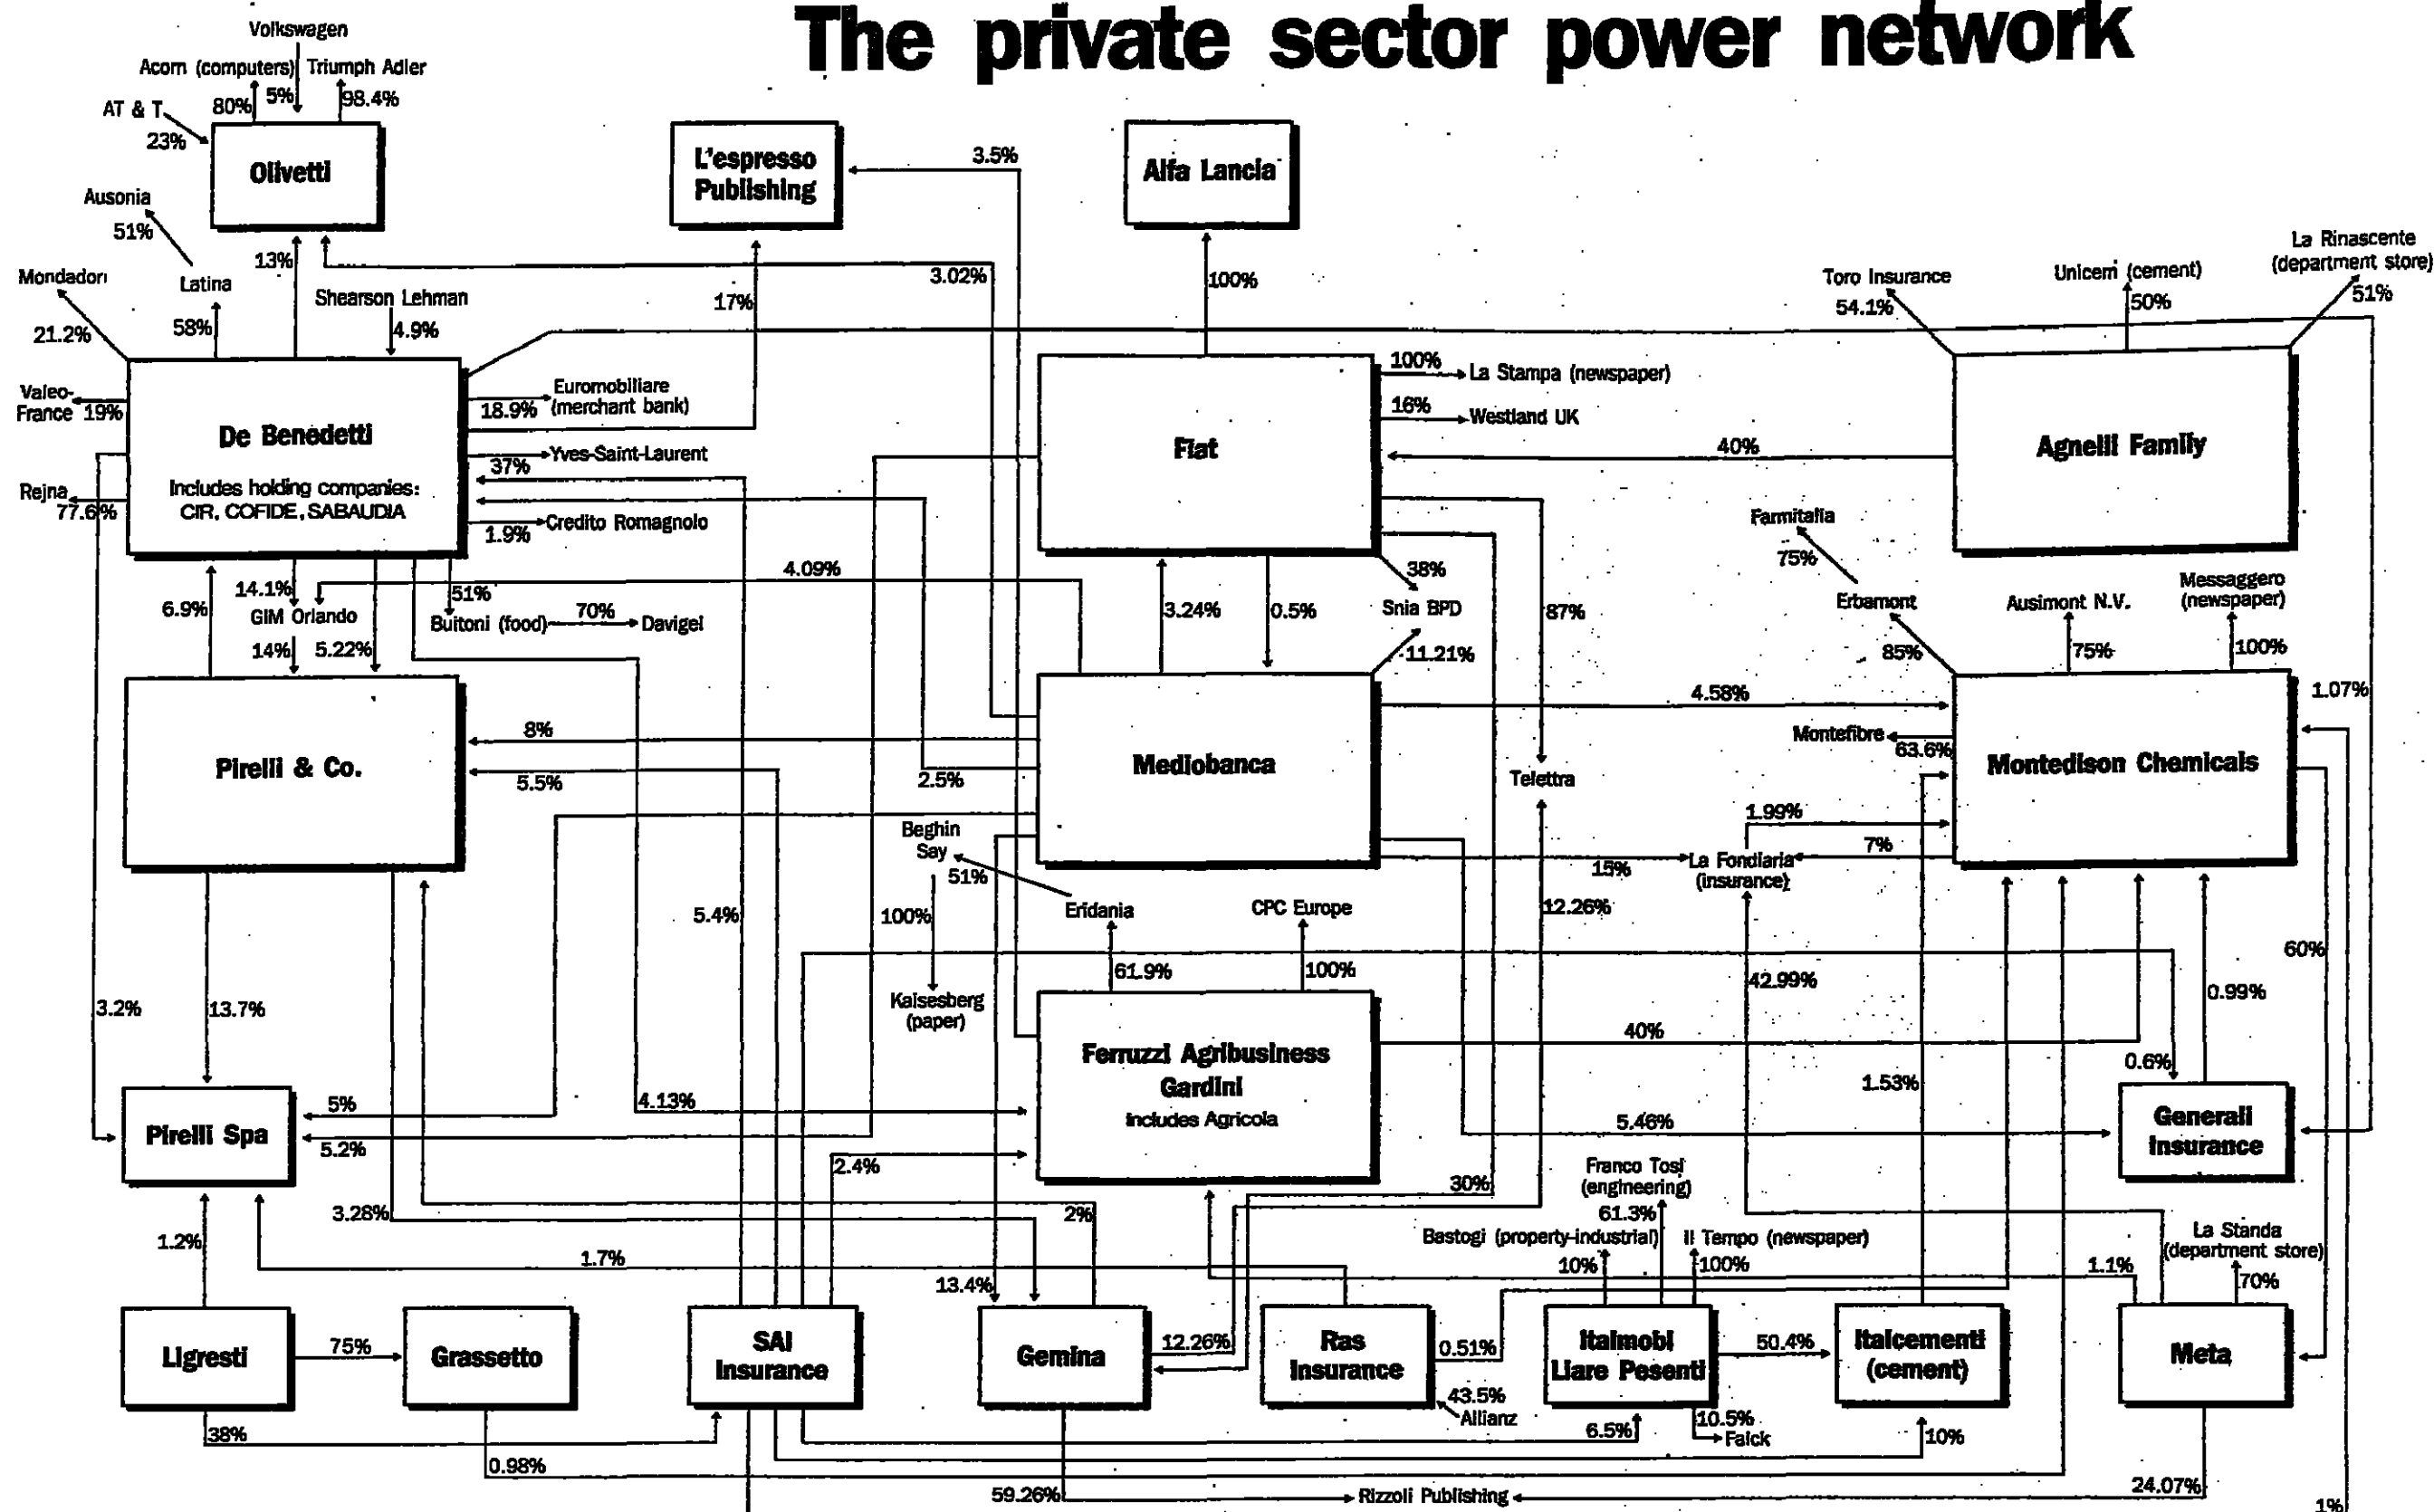 The private sector power network
Volkswagen
Acorn (computers)
Triumph Adler
80%
5%
98.4%
AT & T
23%
Olivetti
L'espresso
Publishing
3.5%
Alfa Lancia
Ausonia
51%
Latina
58%
13%
3.02%
17%
100%
Mondadori
21.2%
Shearson Lehman
4.9%
Toro Insurance
54.1%
Unicem (cement)
50%
La Rinascente
(department store)
51%
Valeo-
France 19%
De Benedetti
Includes holding companies:
CIR, COFIDE, SABAUDIA
Rejna
77.6%
Euromobiliare
(merchant bank)
18.9%
Yves-Saint-Laurent
37%
Credito Romagnolo
1.9%
Fiat
100%
La Stampa (newspaper)
16%
Westland UK
40%
Agnelli Family
Farmitalia
75%
Erbamont
85%
Ausimont N.V.
75%
Messaggero
(newspaper)
100%
6.9%
14.1%
GIM Orlando
14%
5.22%
51%
Buitoni (food)
70%
Davigel
4.09%
3.24%
0.5%
38%
Snia BPD
11.21%
87%
4.58%
1.07%
Pirelli & Co.
8%
5.5%
2.5%
Mediobanca
Telettra
Montefibre
63.6%
Montedison Chemicals
1.99%
7%
15%
La Fondiaria
(insurance)
Beghin
Say
51%
100%
Kaisesberg
(paper)
Eridania
61.9%
CPC Europe
100%
12.26%
42.99%
60%
0.99%
5.4%
3.2%
13.7%
Ferruzzi Agribusiness
Gardini
includes Agricola
40%
1.53%
0.6%
Pirelli Spa
5%
5.2%
4.13%
2.4%
5.46%
Generali
Insurance
30%
Franco Tosi
(engineering)
61.3%
Bastogi (property-industrial)
10%
Il Tempo (newspaper)
100%
La Standa
(department store)
70%
1.1%
1.2%
3.28%
2%
1.7%
13.4%
Ligresti
75%
Grassetto
SAI
Insurance
Gemina
12.26%
Ras
Insurance
0.51%
43.5%
Allianz
Italmobi
Liare Pesenti
50.4%
Italcementi
(cement)
Meta
38%
0.98%
6.5%
10.5%
Falck
10%
59.26%
Rizzoli Publishing
24.07%
1%